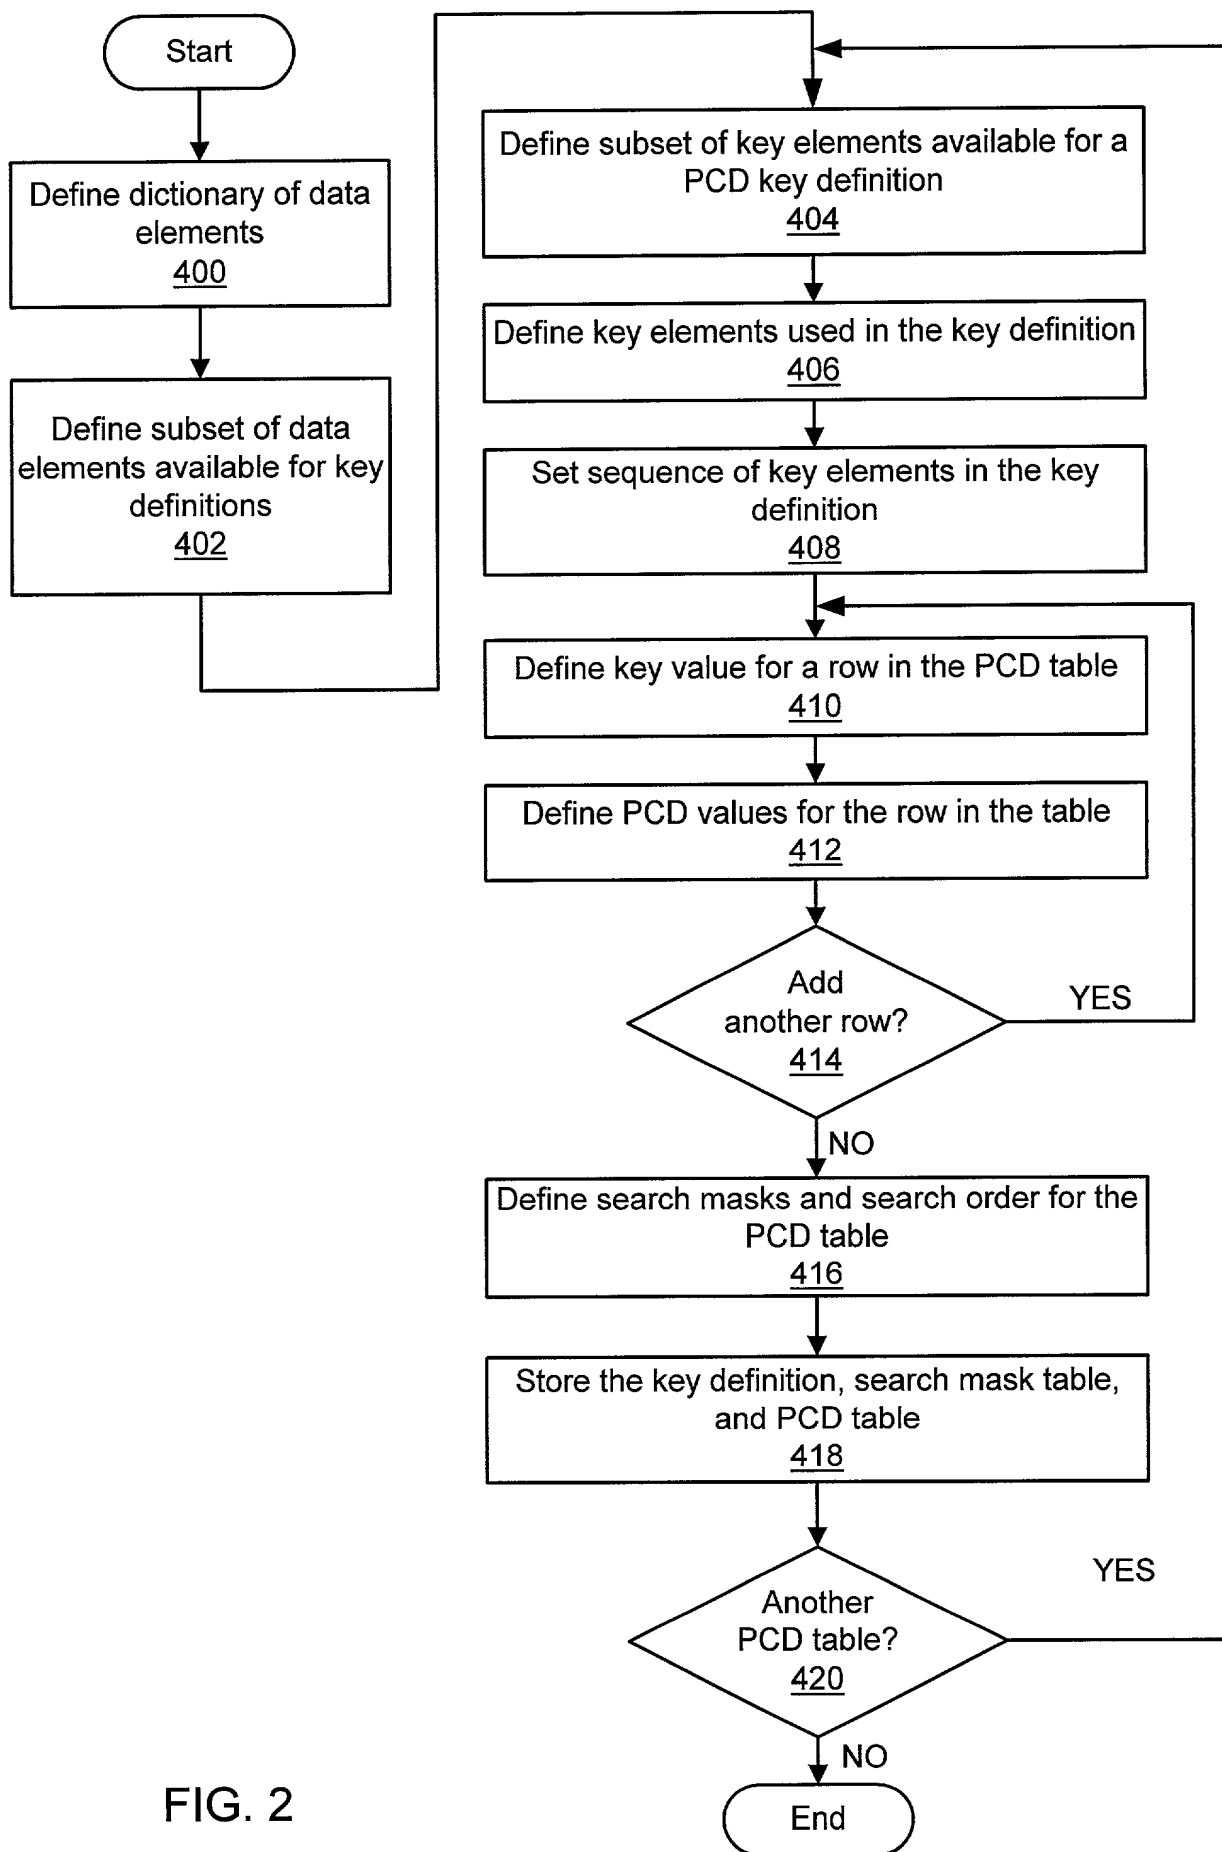 Start
Define dictionary of data
elements
400
Define subset of data
elements available for key
definitions
402
Define subset of key elements available for a
PCD key definition
404
Define key elements used in the key definition
406
Set sequence of key elements in the key
definition
408
Define key value for a row in the PCD table
410
Define PCD values for the row in the table
412
Add
another row?
414
YES
NO
Define search masks and search order for the
PCD table
416
Store the key definition, search mask table,
and PCD table
418
Another
PCD table?
420
YES
NO
End
FIG. 2